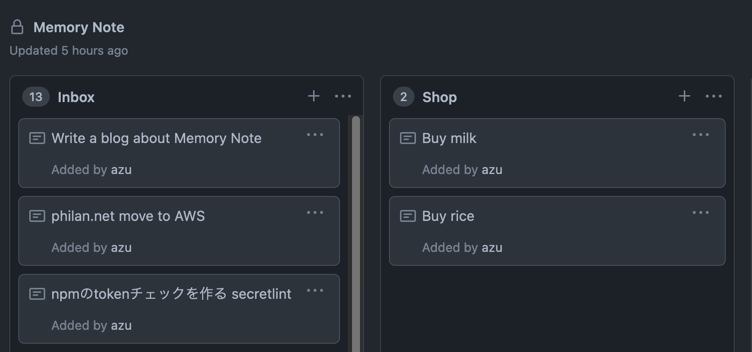 Memory Note
Updated 5 hours ago
13 Inbox
Write a blog about Memory Note
Added by azu
philan.net move to AWS
Added by azu
npmのtokenチェックを作る secretlint
Added by azu
2 Shop
Buy milk
Added by azu
Buy rice
Added by azu